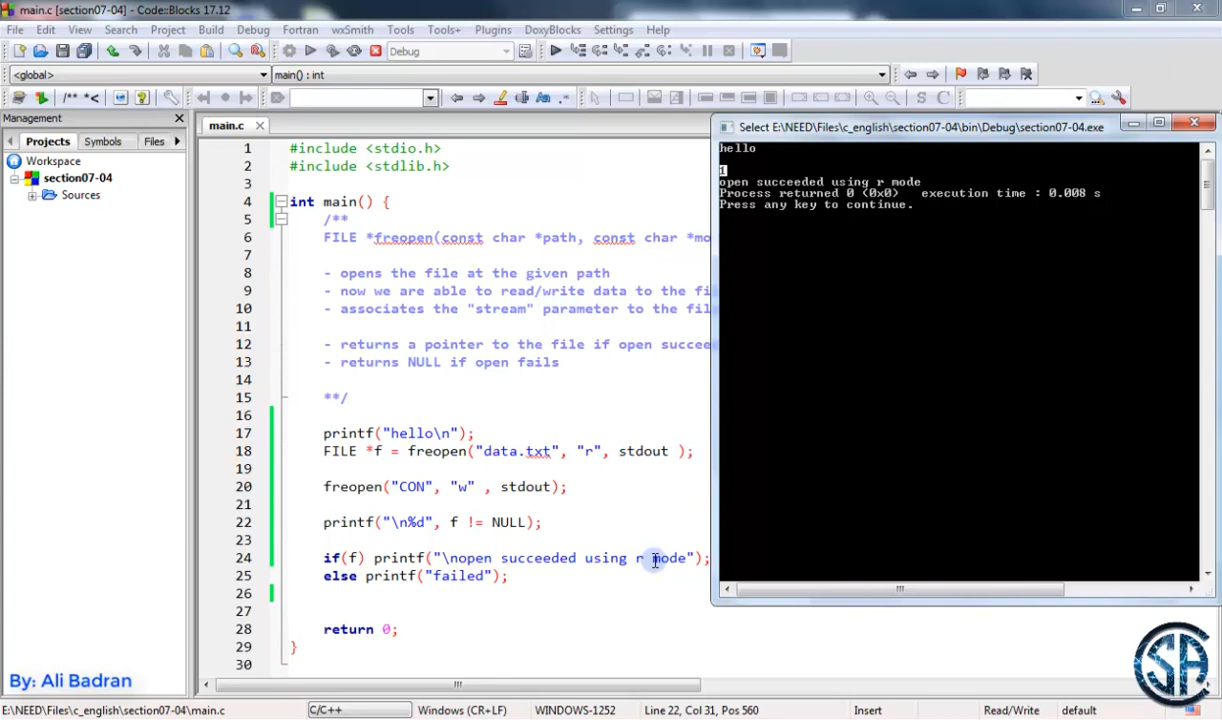 main.c [section07-04] - Code::Blocks 17.12
File Edit View Search Project Build Debug Fortran wxSmith Tools Tools+ Plugins DoxyBlocks Settings Help
Debug
<global> main() : int
/** *<
S C
Management
Projects Symbols Files
Workspace
section07-04
Sources
main.c
1 #include <stdio.h>
2 #include <stdlib.h>
3
4 int main() {
5 /**
6 FILE *freopen(const char *path, const char *mo
7
8 - opens the file at the given path
9 - now we are able to read/write data to the fi
10 - associates the "stream" parameter to the fil
11
12 - returns a pointer to the file if open succee
13 - returns NULL if open fails
14
15 **/
16
17 printf("hello\n");
18 FILE *f = freopen("data.txt", "r", stdout );
19
20 freopen("CON", "w" , stdout);
21
22 printf("\n%d", f != NULL);
23
24 if(f) printf("\nopen succeeded using r mode");
25 else printf("failed");
26
27
28 return 0;
29 }
30
Select E:\NEED\Files\c_english\section07-04\bin\Debug\section07-04.exe
hello
1
open succeeded using r mode
Process returned 0 (0x0) execution time : 0.008 s
Press any key to continue.
By: Ali Badran
E:\NEED\Files\c_english\section07-04\main.c C/C++ Windows (CR+LF) WINDOWS-1252 Line 22, Col 31, Pos 560 Insert Read/Write default